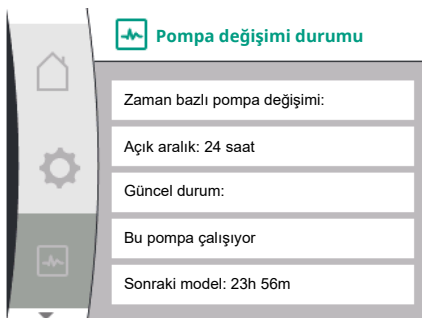 Pompa değişimi durumu
Zaman bazlı pompa değişimi:
Açık aralık: 24 saat
Güncel durum:
Bu pompa çalışıyor
Sonraki model: 23h 56m